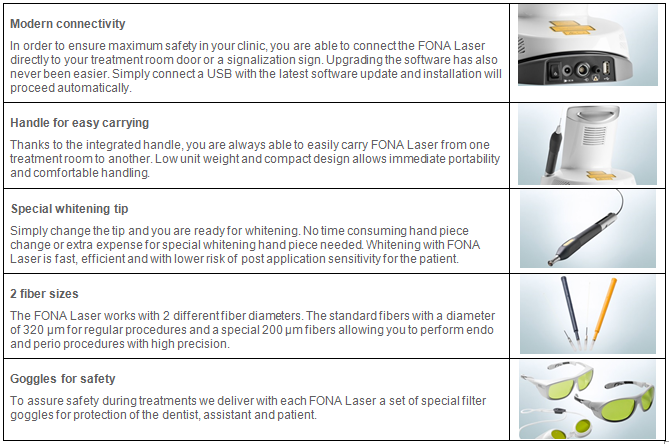 Modern connectivity
In order to ensure maximum safety in your clinic, you are able to connect the FONA Laser
directly to your treatment room door or a signalization sign. Upgrading the software has also
never been easier. Simply connect a USB with the latest software update and installation will
proceed automatically.
Handle for easy carrying
Thanks to the integrated handle, you are always able to easily carry FONA Laser from one
treatment room to another. Low unit weight and compact design allows immediate portability
and comfortable handling.
Special whitening tip
Simply change the tip and you are ready for whitening. No time consuming hand piece
change or extra expense for special whitening hand piece needed. Whitening with FONA
Laser is fast, efficient and with lower risk of post application sensitivity for the patient.
2 fiber sizes
The FONA Laser works with 2 different fiber diameters. The standard fibers with a diameter
of 320 µm for regular procedures and a special 200 µm fibers allowing you to perform endo
and perio procedures with high precision.
Goggles for safety
To assure safety during treatments we deliver with each FONA Laser a set of special filter
goggles for protection of the dentist, assistant and patient.